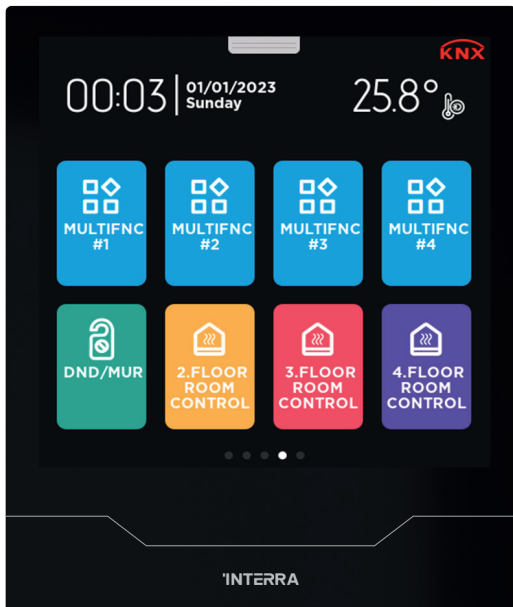 KNX
00:03
01/01/2023
Sunday
25.8°
MULTIFNC
#1
MULTIFNC
#2
MULTIFNC
#3
MULTIFNC
#4
DND/MUR
2.FLOOR
ROOM
CONTROL
3.FLOOR
ROOM
CONTROL
4.FLOOR
ROOM
CONTROL
INTERRA